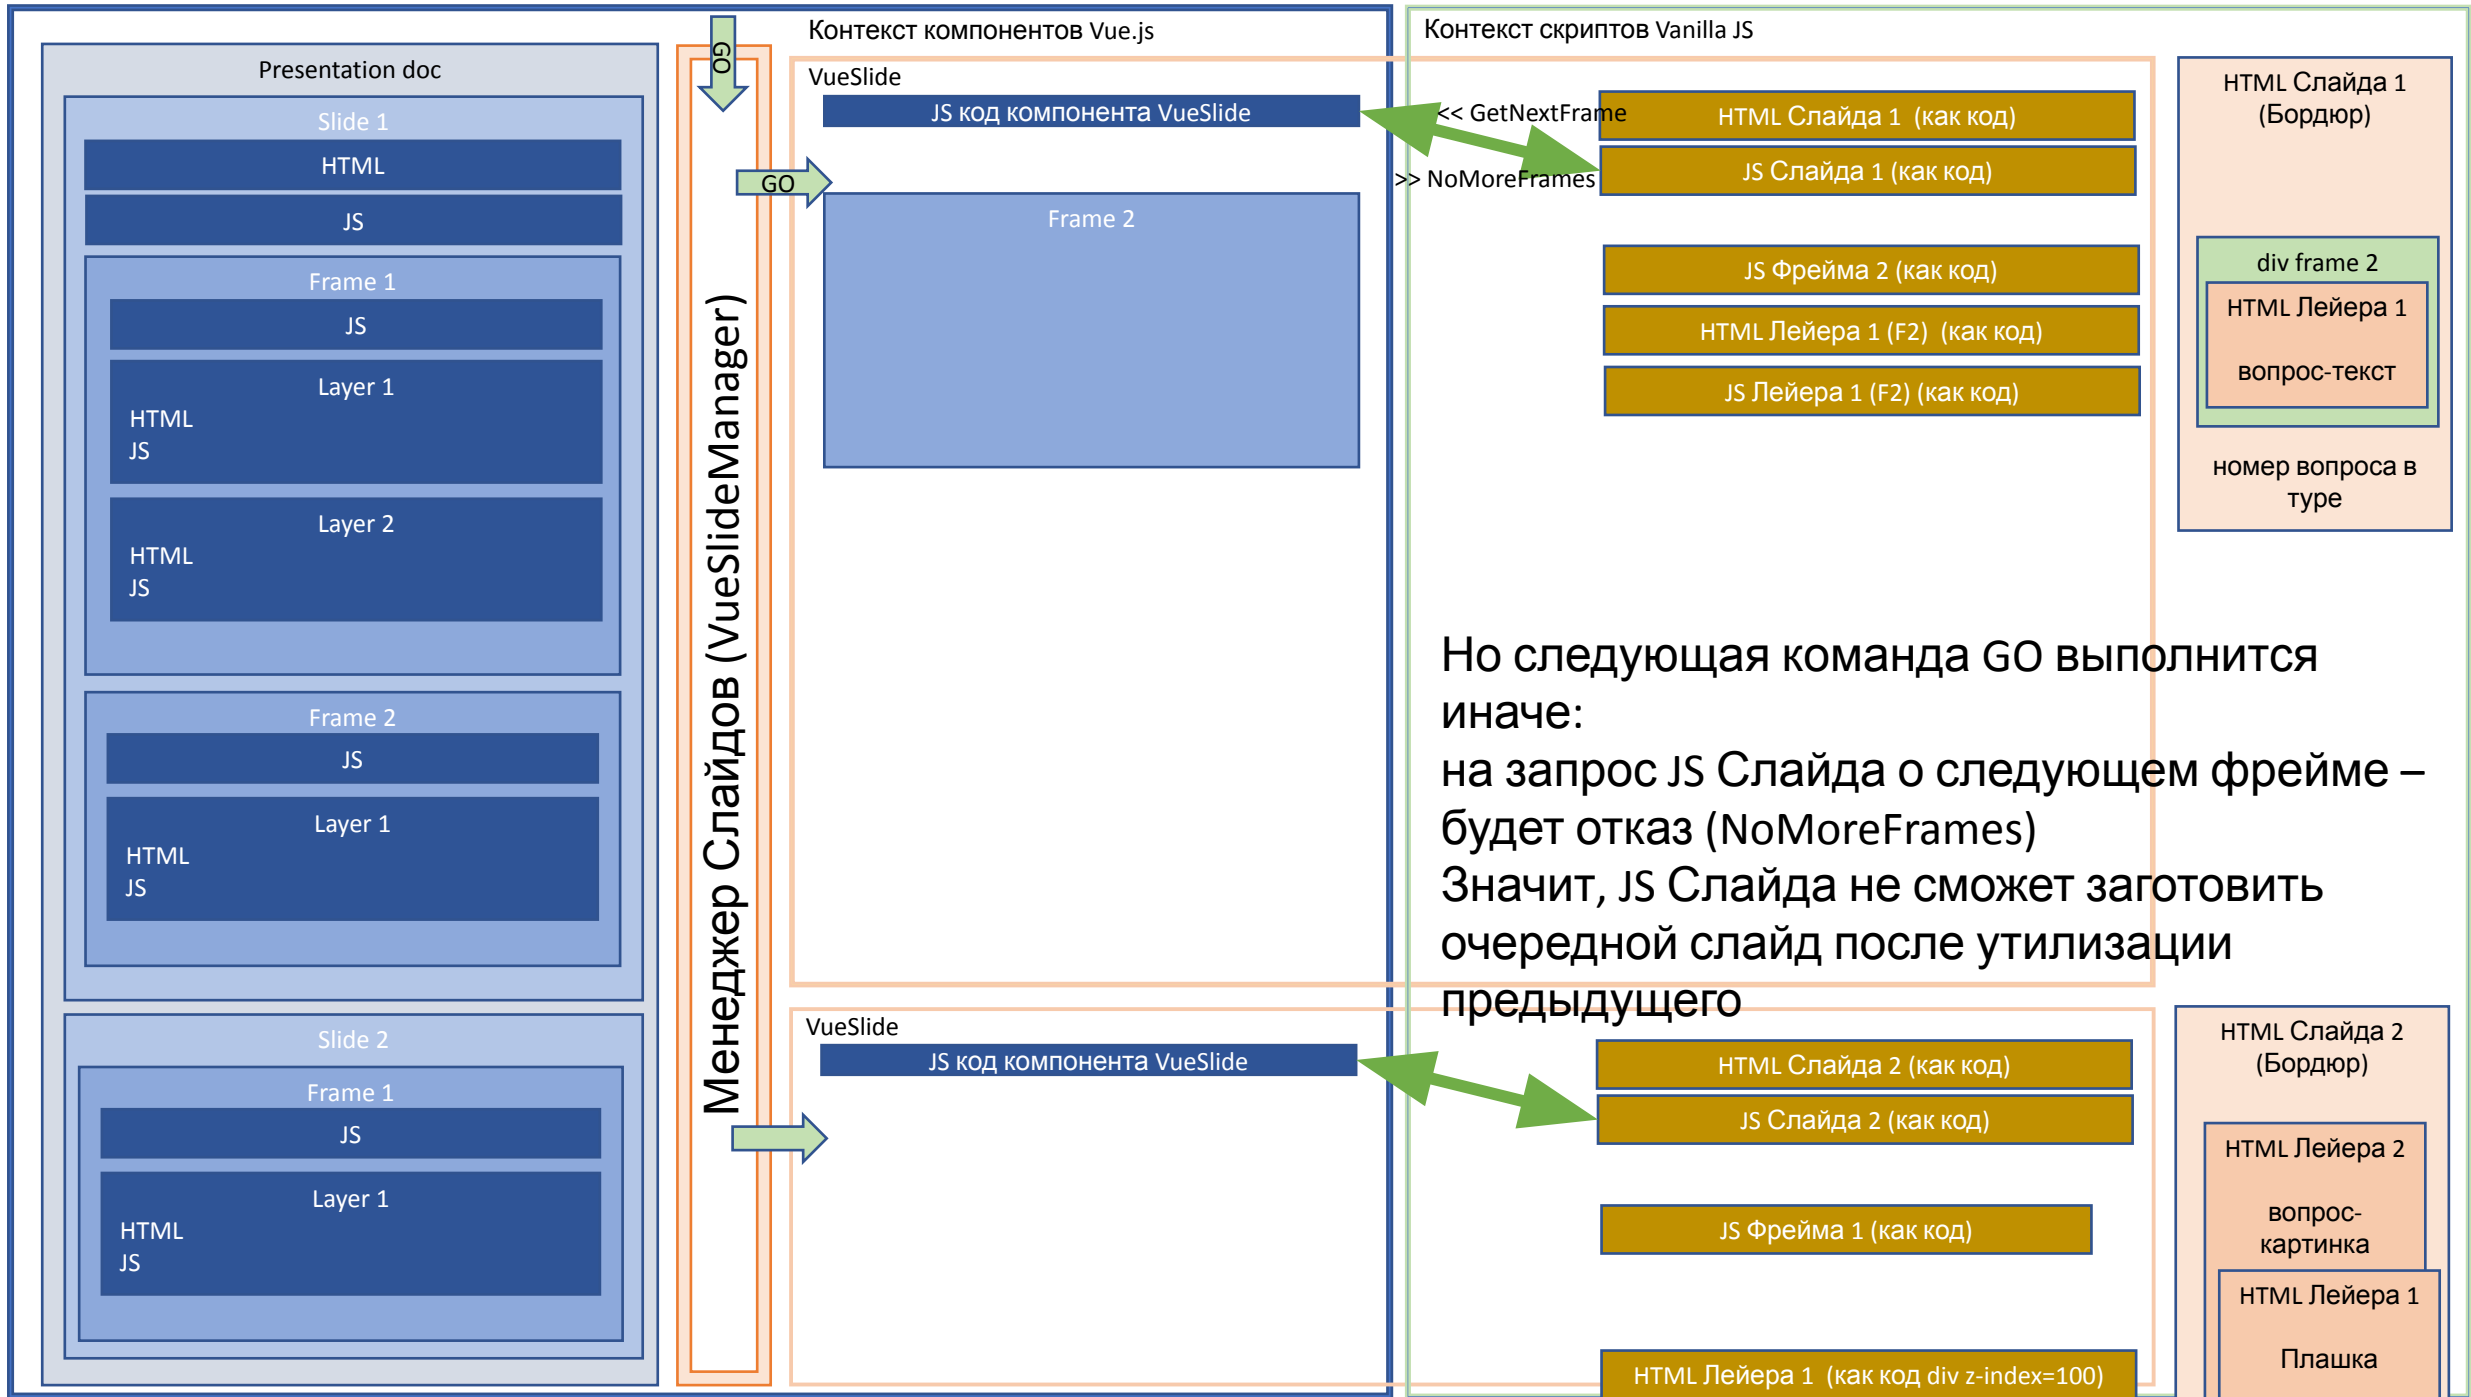 Контекст компонентов Vue.js
Контекст скриптов Vanilla JS
Presentation doc
Slide 1
HTML
JS
Frame 1
JS
Layer 1
HTML
JS
Layer 2
HTML
JS
Frame 2
JS
Layer 1
HTML
JS
Slide 2
Frame 1
JS
Layer 1
HTML
JS
GO
Менеджер Слайдов (VueSlideManager)
GO
VueSlide
JS код компонента VueSlide
Frame 2
<< GetNextFrame
>> NoMoreFrames
HTML Слайда 1 (как код)
JS Слайда 1 (как код)
JS Фрейма 2 (как код)
HTML Лейера 1 (F2) (как код)
JS Лейера 1 (F2) (как код)
HTML Слайда 1
(Бордюр)
div frame 2
HTML Лейера 1
вопрос-текст
номер вопроса в
туре
Но следующая команда GO выполнится
иначе:
на запрос JS Слайда о следующем фрейме –
будет отказ (NoMoreFrames)
Значит, JS Слайда не сможет заготовить
очередной слайд после утилизации
предыдущего
VueSlide
JS код компонента VueSlide
HTML Слайда 2 (как код)
JS Слайда 2 (как код)
JS Фрейма 1 (как код)
HTML Лейера 1 (как код div z-index=100)
HTML Слайда 2
(Бордюр)
HTML Лейера 2
вопрос-
картинка
HTML Лейера 1
Плашка